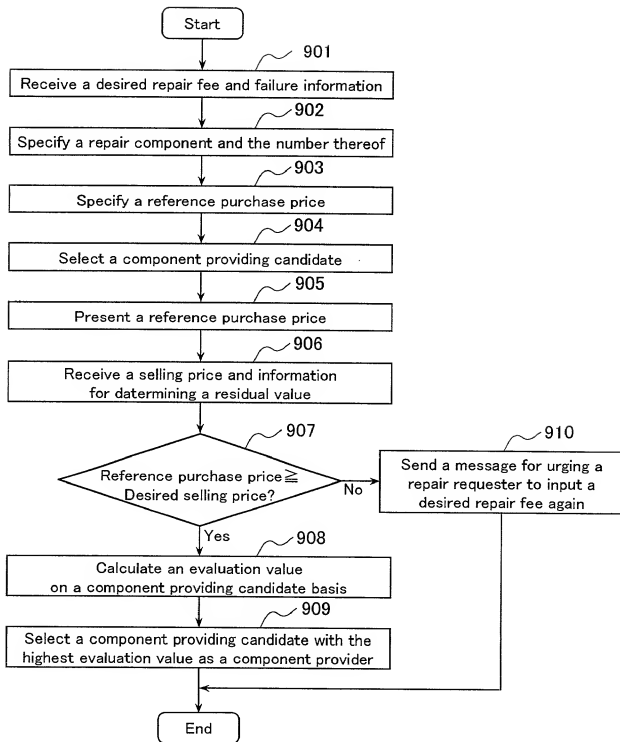 Start
901
Receive a desired repair fee and failure information
902
Specify a repair component and the number thereof
903
Specify a reference purchase price
904
Select a component providing candidate
905
Present a reference purchase price
906
Receive a selling price and information
for datermining a residual value
907
Reference purchase price≧
Desired selling price?
No
910
Send a message for urging a
repair requester to input a
desired repair fee again
Yes
908
Calculate an evaluation value
on a component providing candidate basis
909
Select a component providing candidate with the
highest evaluation value as a component provider
End